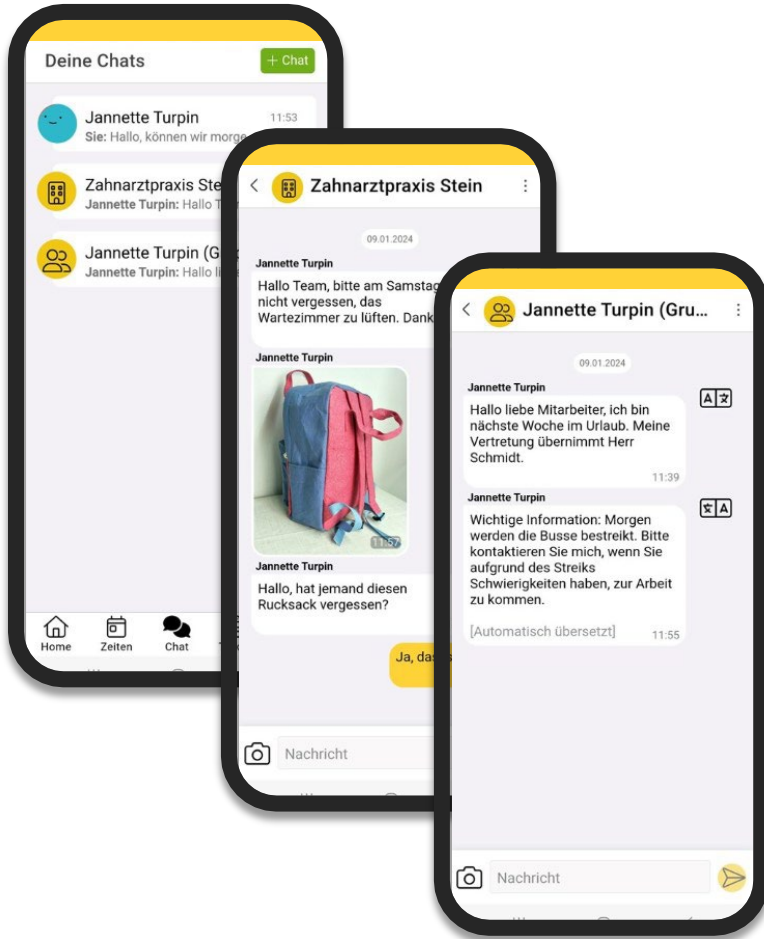 Deine Chats
+ Chat
Jannette Turpin
11:53
Sie: Hallo, können wir
Zahnarztpraxis
Jannette Turpin: Hallo
Jannette Turpin
Jannette Turpin: Hallo
Home
Zeiten
Chat
Zahnarztpraxis Stein
09.01.2024
Jannette Turpin
Hallo Team, bitte am Samstag
nicht vergessen, das
Wartezimmer zu lüften.
Jannette Turpin
11:57
Jannette Turpin
Hallo, hat jemand diesen
Rucksack vergessen?
Ja,
Nachricht
Jannette Turpin (Gru...
09.01.2024
Jannette Turpin
A 文
Hallo liebe Mitarbeiter, ich bin
nächste Woche im Urlaub. Meine
Vertretung übernimmt Herr
Schmidt.
11:39
Jannette Turpin
文 A
Wichtige Information: Morgen
werden die Busse bestreikt. Bitte
kontaktieren Sie mich, wenn Sie
aufgrund des Streiks
Schwierigkeiten haben, zur Arbeit
zu kommen.
[Automatisch übersetzt]
11:55
Nachricht